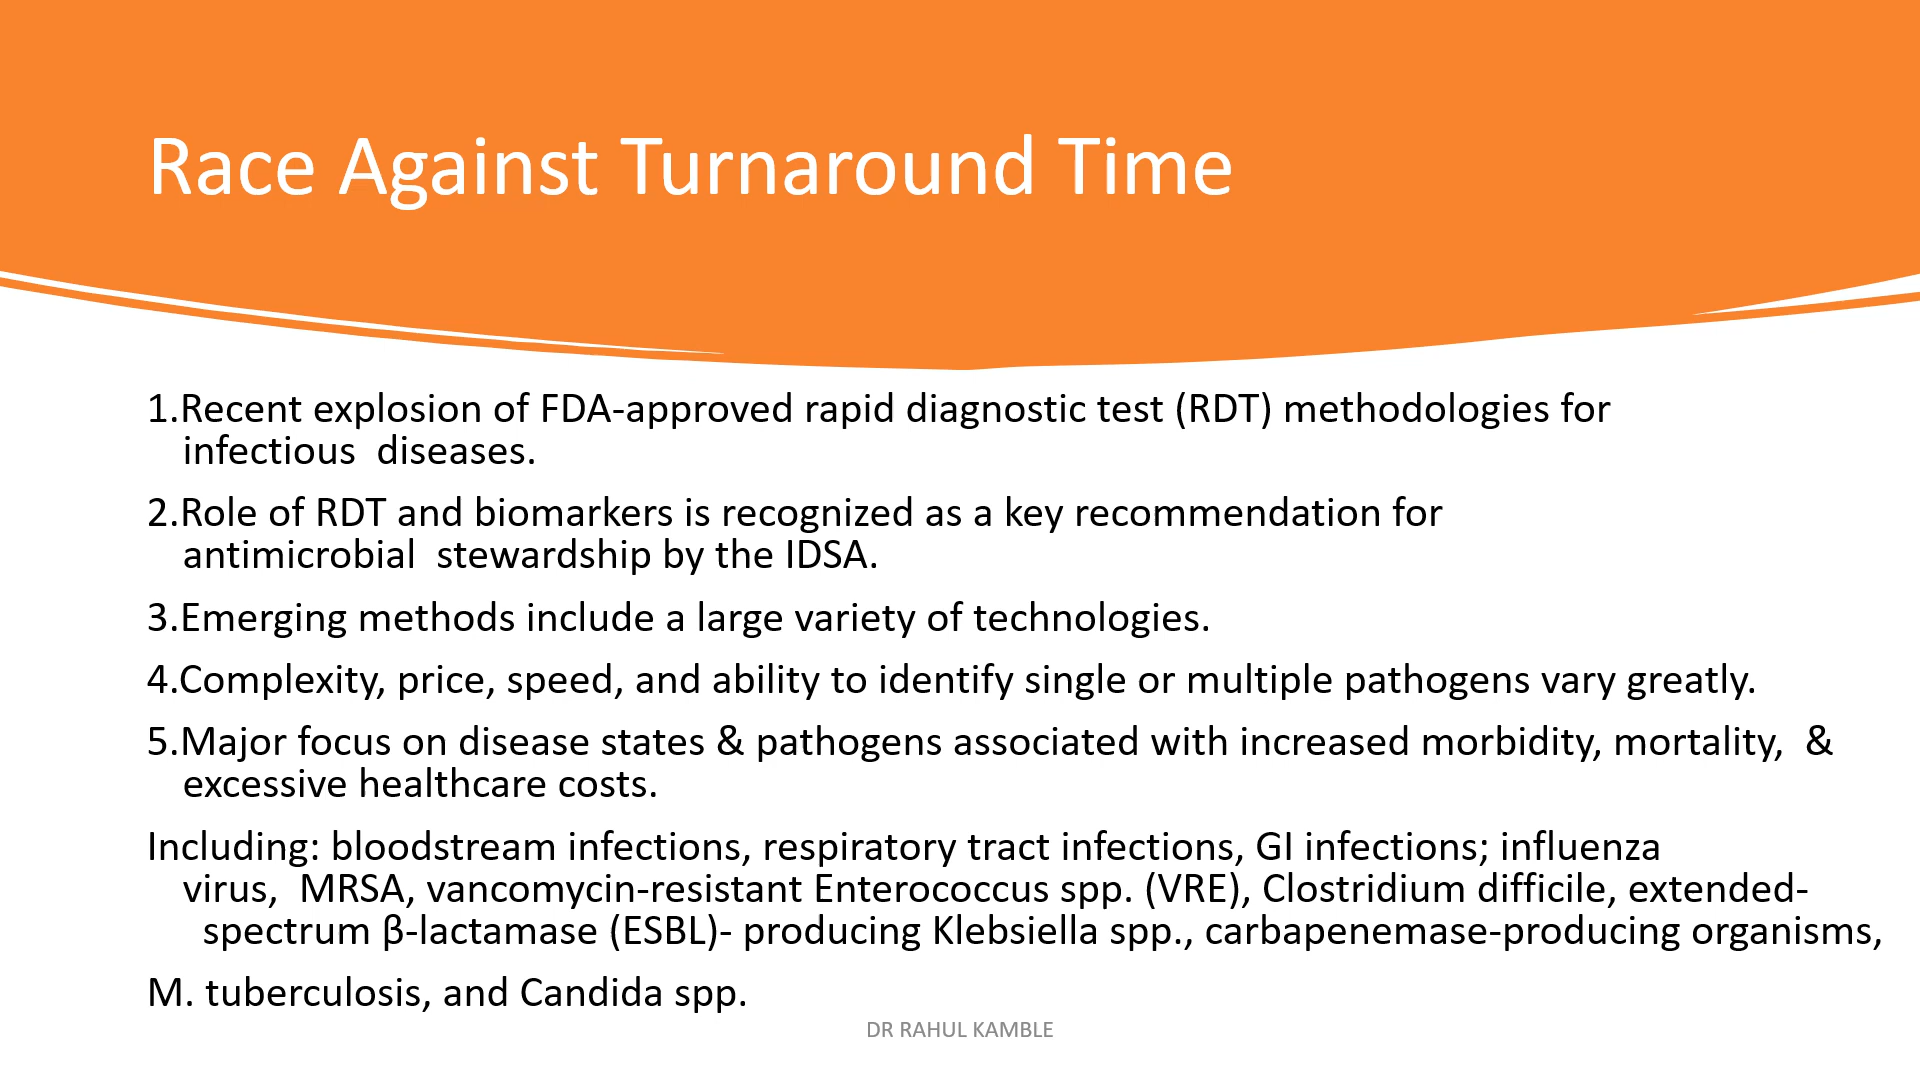 Race Against Turnaround Time
1.Recent explosion of FDA-approved rapid diagnostic test (RDT) methodologies for
infectious  diseases.
2.Role of RDT and biomarkers is recognized as a key recommendation for
antimicrobial  stewardship by the IDSA.
3.Emerging methods include a large variety of technologies.
4.Complexity, price, speed, and ability to identify single or multiple pathogens vary greatly.
5.Major focus on disease states & pathogens associated with increased morbidity, mortality,  &
excessive healthcare costs.
Including: bloodstream infections, respiratory tract infections, GI infections; influenza
virus,  MRSA, vancomycin-resistant Enterococcus spp. (VRE), Clostridium difficile, extended-
spectrum β-lactamase (ESBL)- producing Klebsiella spp., carbapenemase-producing organisms,
M. tuberculosis, and Candida spp.
DR RAHUL KAMBLE